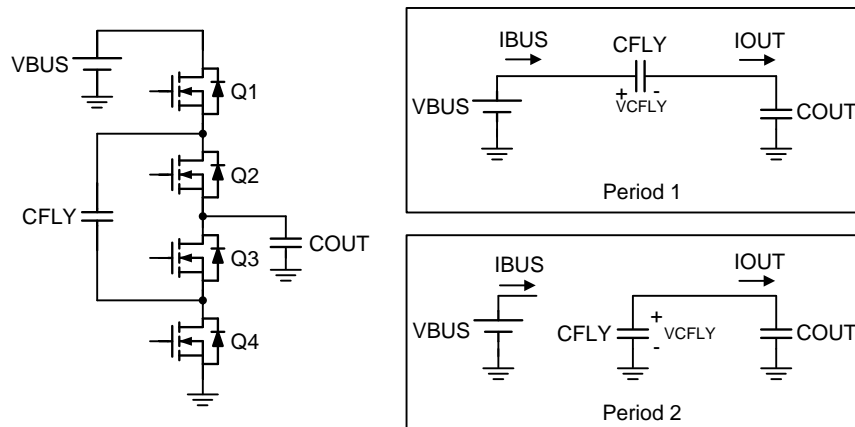 VBUS
Q1
Q2
CFLY
COUT
Q3
Q4
IBUS
CFLY
IOUT
+ -
VCFLY
VBUS
COUT
Period 1
IBUS
IOUT
+
VBUS
CFLY
VCFLY
COUT
-
Period 2